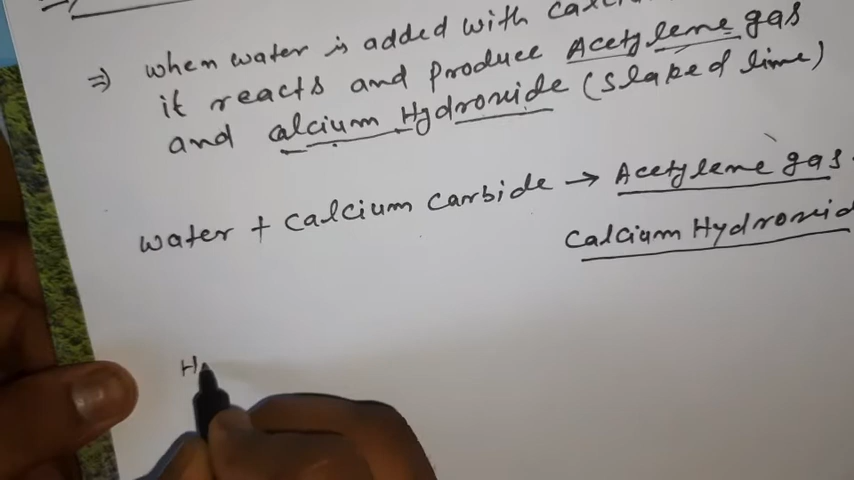 ⇒ when water is added with
it reacts and produce Acetylene gas
and calcium Hydroxide (slaked lime)
water + calcium carbide → Acetylene gas
Calcium Hydroxid
H